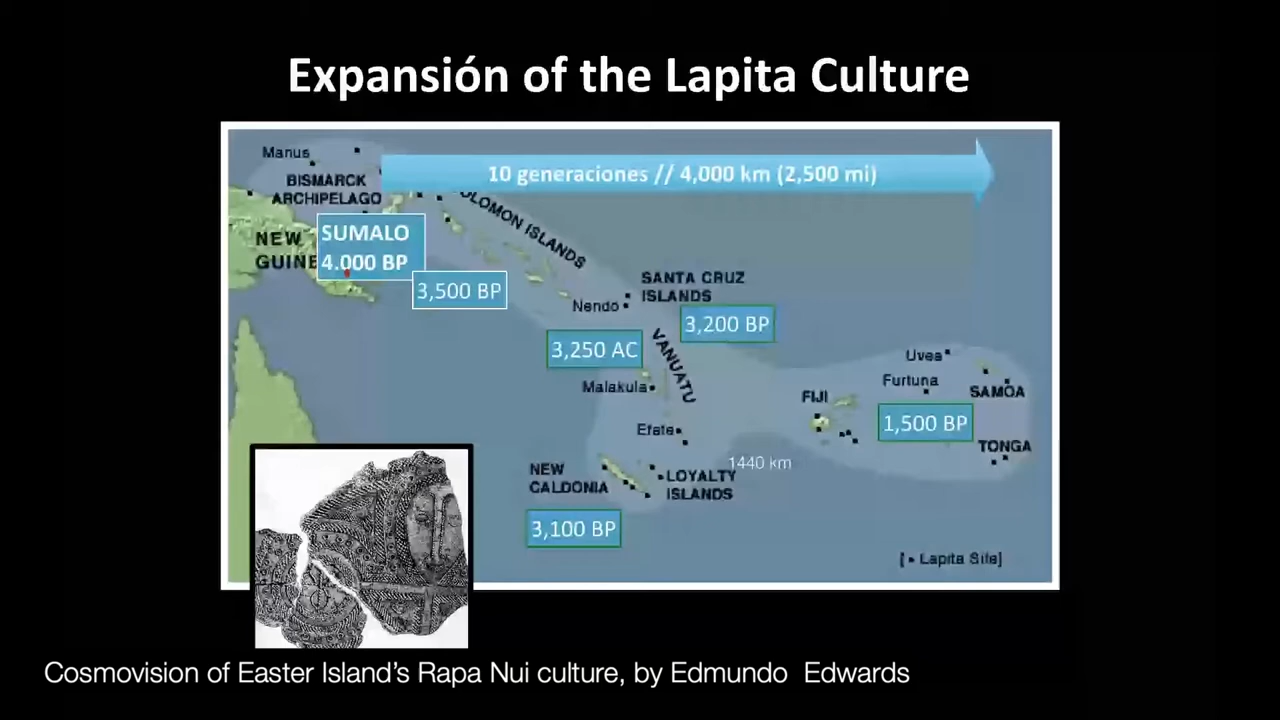 Expansión of the Lapita Culture
10 generaciones // 4,000 km (2,500 mi)
Manus
BISMARCK
ARCHIPELAGO
OLOMON ISLANDS
NEW
GUINE
SUMALO
4.000 BP
3,500 BP
SANTA CRUZ
ISLANDS
Nendo
3,200 BP
3,250 AC
VANUATU
Malakula
Efate
Uvea
Furtuna
SAMOA
FIJI
1,500 BP
TONGA
1440 km
NEW
CALDONIA
LOYALTY
ISLANDS
3,100 BP
[• Lapita Site]
Cosmovision of Easter Island’s Rapa Nui culture, by Edmundo Edwards